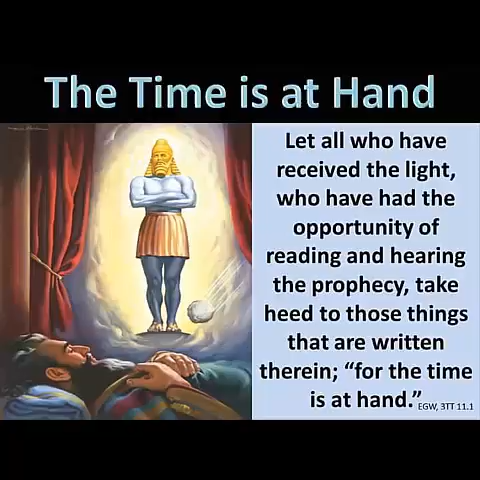 The Time is at Hand
Let all who have
received the light,
who have had the
opportunity of
reading and hearing
the prophecy, take
heed to those things
that are written
therein; “for the time
is at hand.” EGW, 3TT 11.1